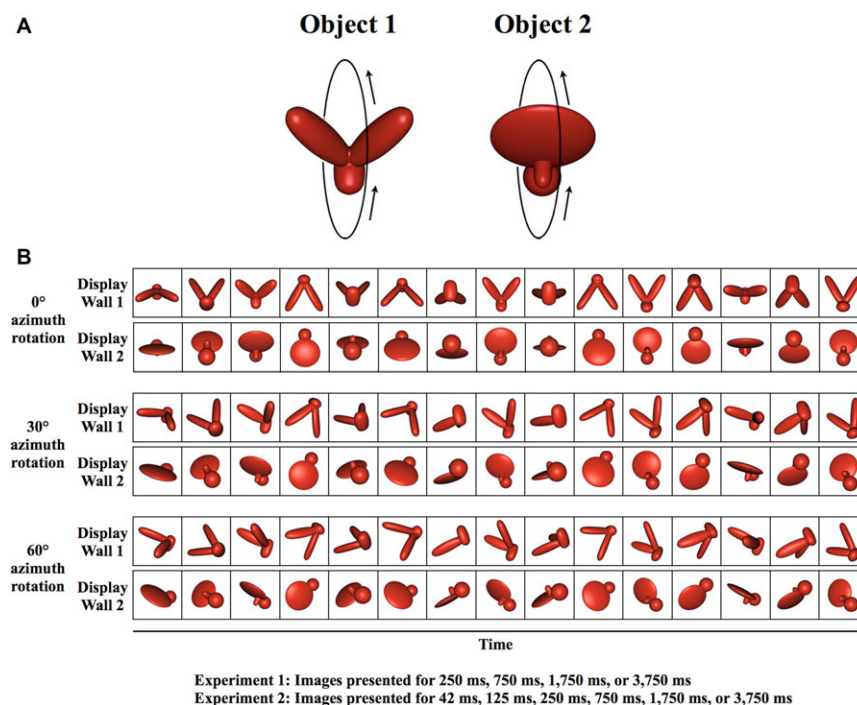 A
Object 1
Object 2
B
0°
azimuth
rotation
Display
Wall 1
Display
Wall 2
30°
azimuth
rotation
Display
Wall 1
Display
Wall 2
60°
azimuth
rotation
Display
Wall 1
Display
Wall 2
Time
Experiment 1: Images presented for 250 ms, 750 ms, 1,750 ms, or 3,750 ms
Experiment 2: Images presented for 42 ms, 125 ms, 250 ms, 750 ms, 1,750 ms, or 3,750 ms